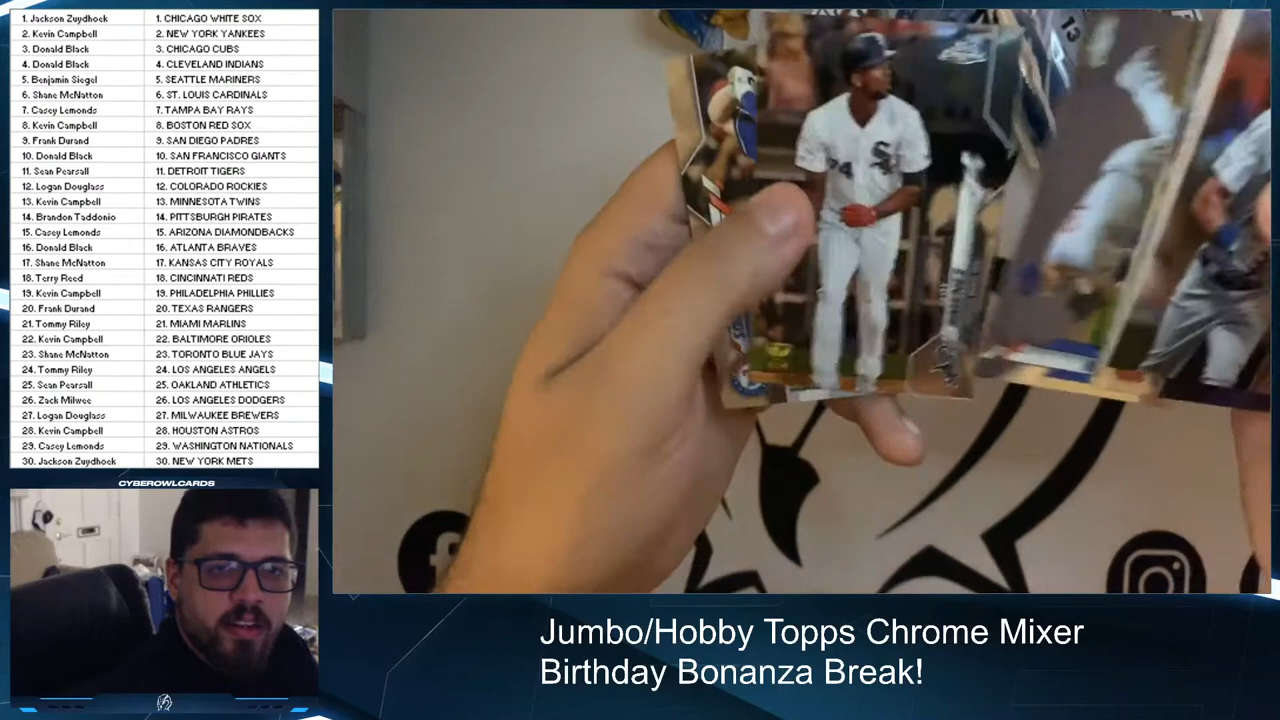 1. Jackson Zuydhoek 1. CHICAGO WHITE SOX
2. Kevin Campbell 2. NEW YORK YANKEES
3. Donald Black 3. CHICAGO CUBS
4. Donald Black 4. CLEVELAND INDIANS
5. Benjamin Siegel 5. SEATTLE MARINERS
6. Shane McNatton 6. ST. LOUIS CARDINALS
7. Casey Lemonds 7. TAMPA BAY RAYS
8. Kevin Campbell 8. BOSTON RED SOX
9. Frank Durand 9. SAN DIEGO PADRES
10. Donald Black 10. SAN FRANCISCO GIANTS
11. Sean Pearsall 11. DETROIT TIGERS
12. Logan Douglass 12. COLORADO ROCKIES
13. Kevin Campbell 13. MINNESOTA TWINS
14. Brandon Taddonio 14. PITTSBURGH PIRATES
15. Casey Lemonds 15. ARIZONA DIAMONDBACKS
16. Donald Black 16. ATLANTA BRAVES
17. Shane McNatton 17. KANSAS CITY ROYALS
18. Terry Reed 18. CINCINNATI REDS
19. Kevin Campbell 19. PHILADELPHIA PHILLIES
20. Frank Durand 20. TEXAS RANGERS
21. Tommy Riley 21. MIAMI MARLINS
22. Kevin Campbell 22. BALTIMORE ORIOLES
23. Shane McNatton 23. TORONTO BLUE JAYS
24. Tommy Riley 24. LOS ANGELES ANGELS
25. Sean Pearsall 25. OAKLAND ATHLETICS
26. Zack Milwee 26. LOS ANGELES DODGERS
27. Logan Douglass 27. MILWAUKEE BREWERS
28. Kevin Campbell 28. HOUSTON ASTROS
29. Casey Lemonds 29. WASHINGTON NATIONALS
30. Jackson Zuydhoek 30. NEW YORK METS
CYBEROWLCARDS
Jumbo/Hobby Topps Chrome Mixer
Birthday Bonanza Break!